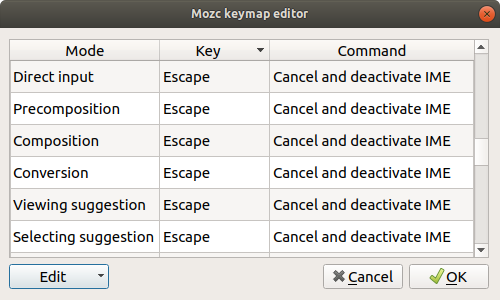 Mozc keymap editor
Mode Key Command
Direct input Escape Cancel and deactivate IME
Precomposition Escape Cancel and deactivate IME
Composition Escape Cancel and deactivate IME
Conversion Escape Cancel and deactivate IME
Viewing suggestion Escape Cancel and deactivate IME
Selecting suggestion Escape Cancel and deactivate IME
Edit Cancel OK